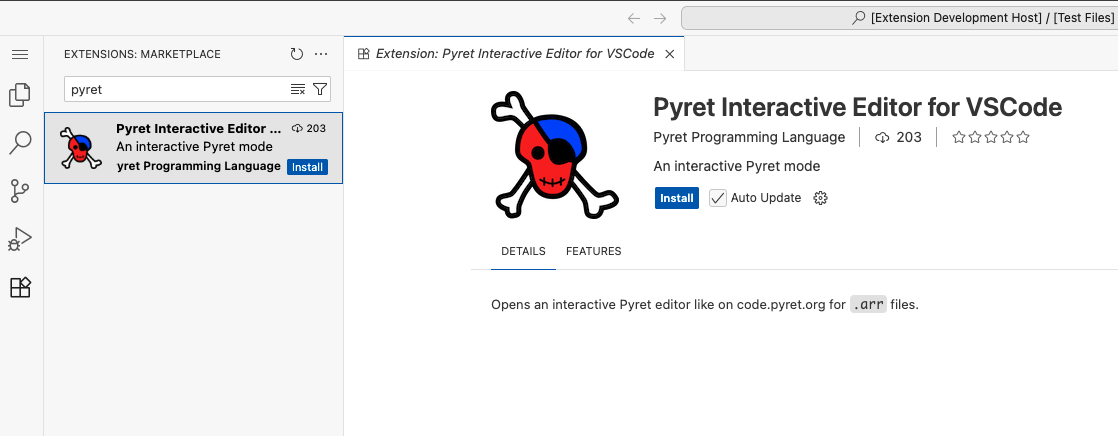 [Extension Development Host] / [Test Files]
EXTENSIONS: MARKETPLACE
Extension: Pyret Interactive Editor for VSCode
pyret
Pyret Interactive Editor ... 203
An interactive Pyret mode
yret Programming Language Install
Pyret Interactive Editor for VSCode
Pyret Programming Language 203
An interactive Pyret mode
Install Auto Update
DETAILS FEATURES
Opens an interactive Pyret editor like on code.pyret.org for .arr files.